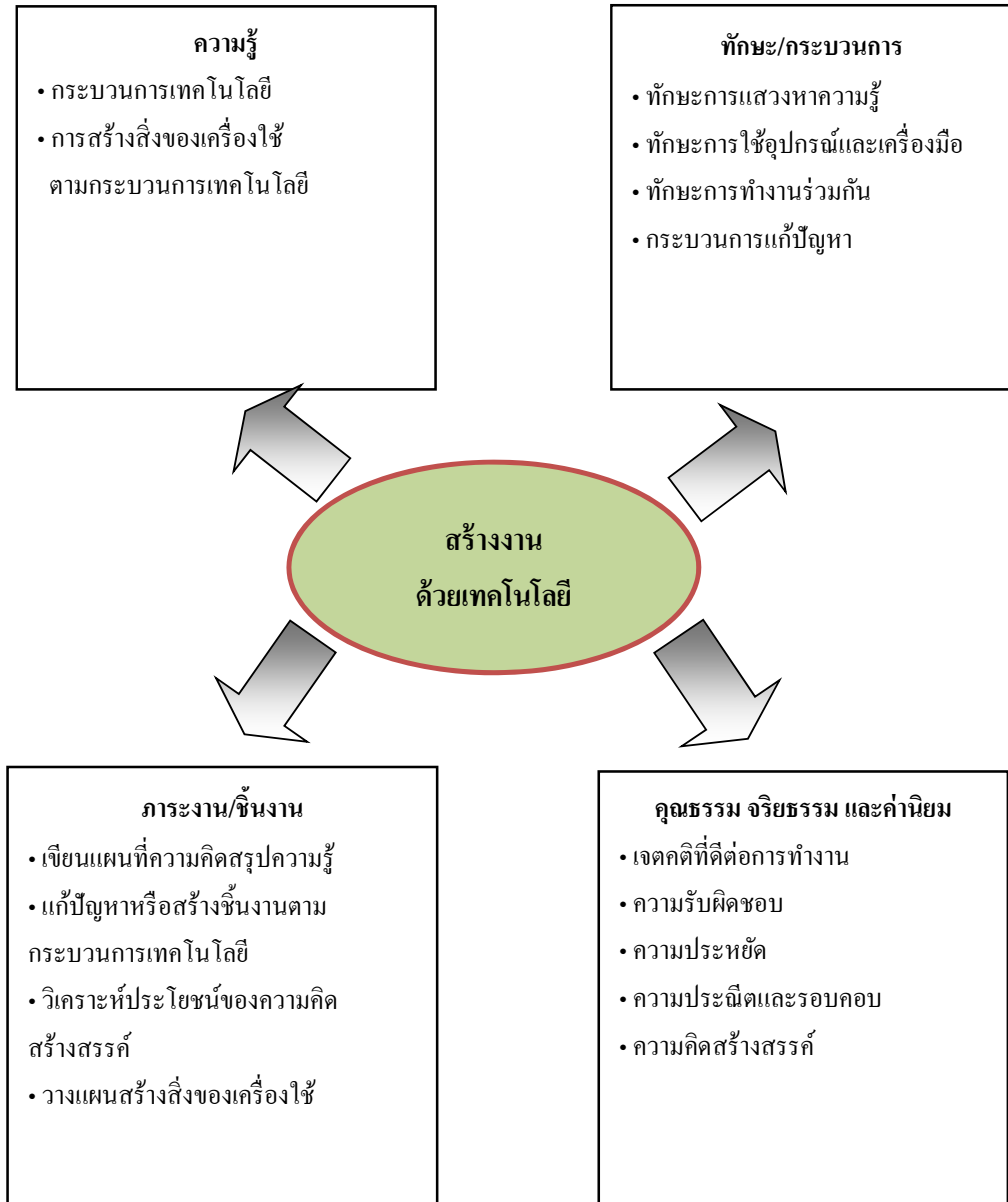 ความรู้
• กระบวนการเทคโนโลยี
• การสร้างสิ่งของเครื่องใช้
ตามกระบวนการเทคโนโลยี
ทักษะ/กระบวนการ
• ทักษะการแสวงหาความรู้
• ทักษะการใช้อุปกรณ์และเครื่องมือ
• ทักษะการทำงานร่วมกัน
• กระบวนการแก้ปัญหา
สร้างงาน
ด้วยเทคโนโลยี
ภาระงาน/ชิ้นงาน
• เขียนแผนที่ความคิดสรุปความรู้
• แก้ปัญหาหรือสร้างชิ้นงานตาม
กระบวนการเทคโนโลยี
• วิเคราะห์ประโยชน์ของความคิด
สร้างสรรค์
• วางแผนสร้างสิ่งของเครื่องใช้
คุณธรรม จริยธรรม และค่านิยม
• เจตคติที่ดีต่อการทำงาน
• ความรับผิดชอบ
• ความประหยัด
• ความประณีตและรอบคอบ
• ความคิดสร้างสรรค์